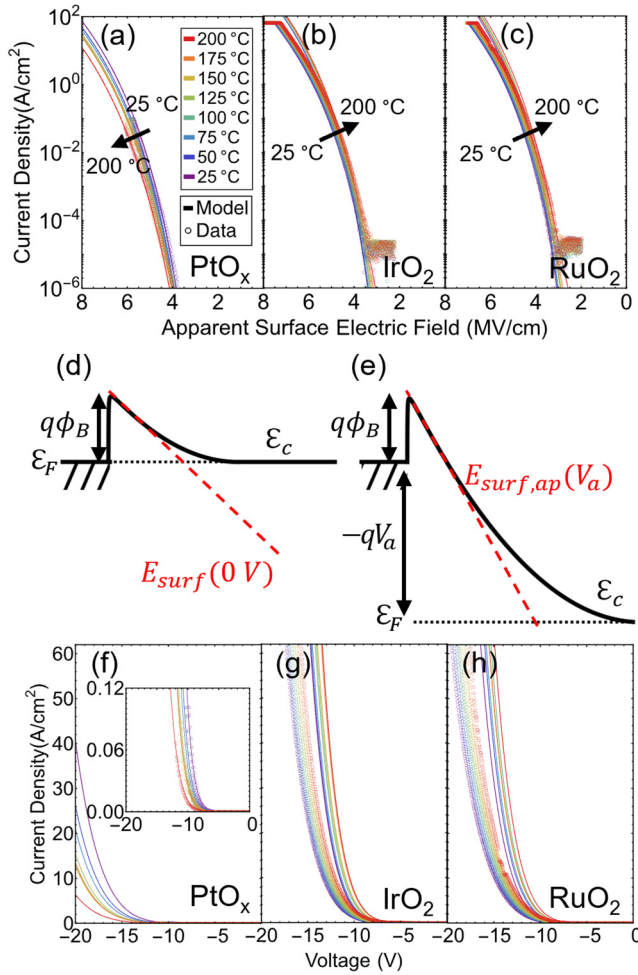 (a) (b) (c)
Current Density(A/cm²)
10² 10⁰ 10⁻² 10⁻⁴ 10⁻⁶
25 °C
200 °C
200 °C
175 °C
150 °C
125 °C
100 °C
75 °C
50 °C
25 °C
Model
Data
200 °C
25 °C
200 °C
25 °C
PtOₓ IrO₂ RuO₂
8 6 4 2 8 6 4 2 8 6 4 2
Apparent Surface Electric Field (MV/cm)
(d) (e)
qϕ_B
ℰ_F
ℰ_c
E_surf(0 V)
qϕ_B
E_surf,ap(V_a)
−qV_a
ℰ_c
ℰ_F
(f) (g) (h)
Current Density(A/cm²)
60 50 40 30 20 10 0
0.12
0.06
0.00
−20 −10 0
PtOₓ IrO₂ RuO₂
−20 −15 −10 −5 −20 −15 −10 −5 −20 −15 −10 −5 0
Voltage (V)